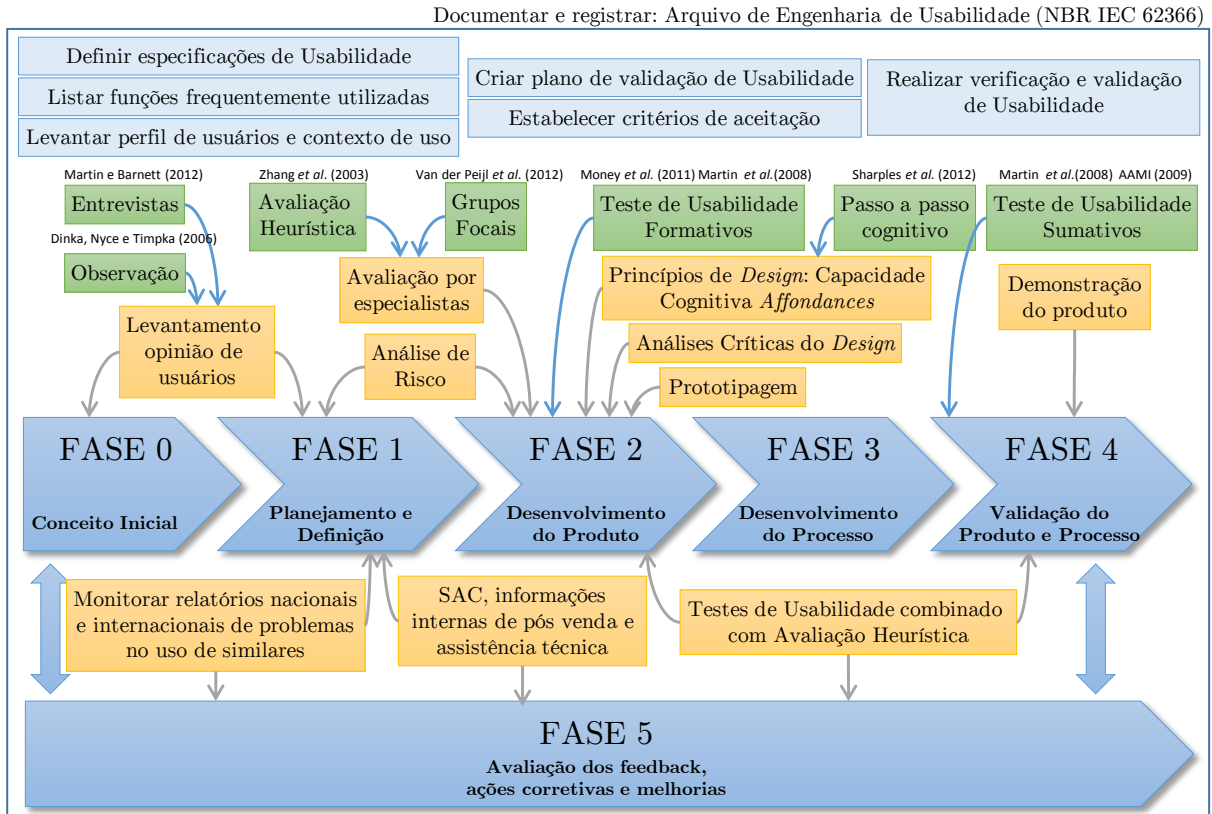 Documentar e registrar: Arquivo de Engenharia de Usabilidade (NBR IEC 62366)
Definir especificações de Usabilidade
Listar funções frequentemente utilizadas
Levantar perfil de usuários e contexto de uso
Criar plano de validação de Usabilidade
Estabelecer critérios de aceitação
Realizar verificação e validação
de Usabilidade
Martin e Barnett (2012)
Entrevistas
Dinka, Nyce e Timpka (2006)
Observação
Zhang et al. (2003)
Avaliação
Heurística
Van der Peijl et al. (2012)
Grupos
Focais
Money et al. (2011) Martin et al.(2008)
Teste de Usabilidade
Formativos
Sharples et al. (2012)
Passo a passo
cognitivo
Martin et al.(2008) AAMI (2009)
Teste de Usabilidade
Sumativos
Levantamento
opinião de
usuários
Avaliação por
especialistas
Análise de
Risco
Princípios de Design: Capacidade
Cognitiva Affondances
Análises Críticas do Design
Prototipagem
Demonstração
do produto
FASE 0
Conceito Inicial
FASE 1
Planejamento e
Definição
FASE 2
Desenvolvimento
do Produto
FASE 3
Desenvolvimento
do Processo
FASE 4
Validação do
Produto e Processo
Monitorar relatórios nacionais
e internacionais de problemas
no uso de similares
SAC, informações
internas de pós venda e
assistência técnica
Testes de Usabilidade combinado
com Avaliação Heurística
FASE 5
Avaliação dos feedback,
ações corretivas e melhorias